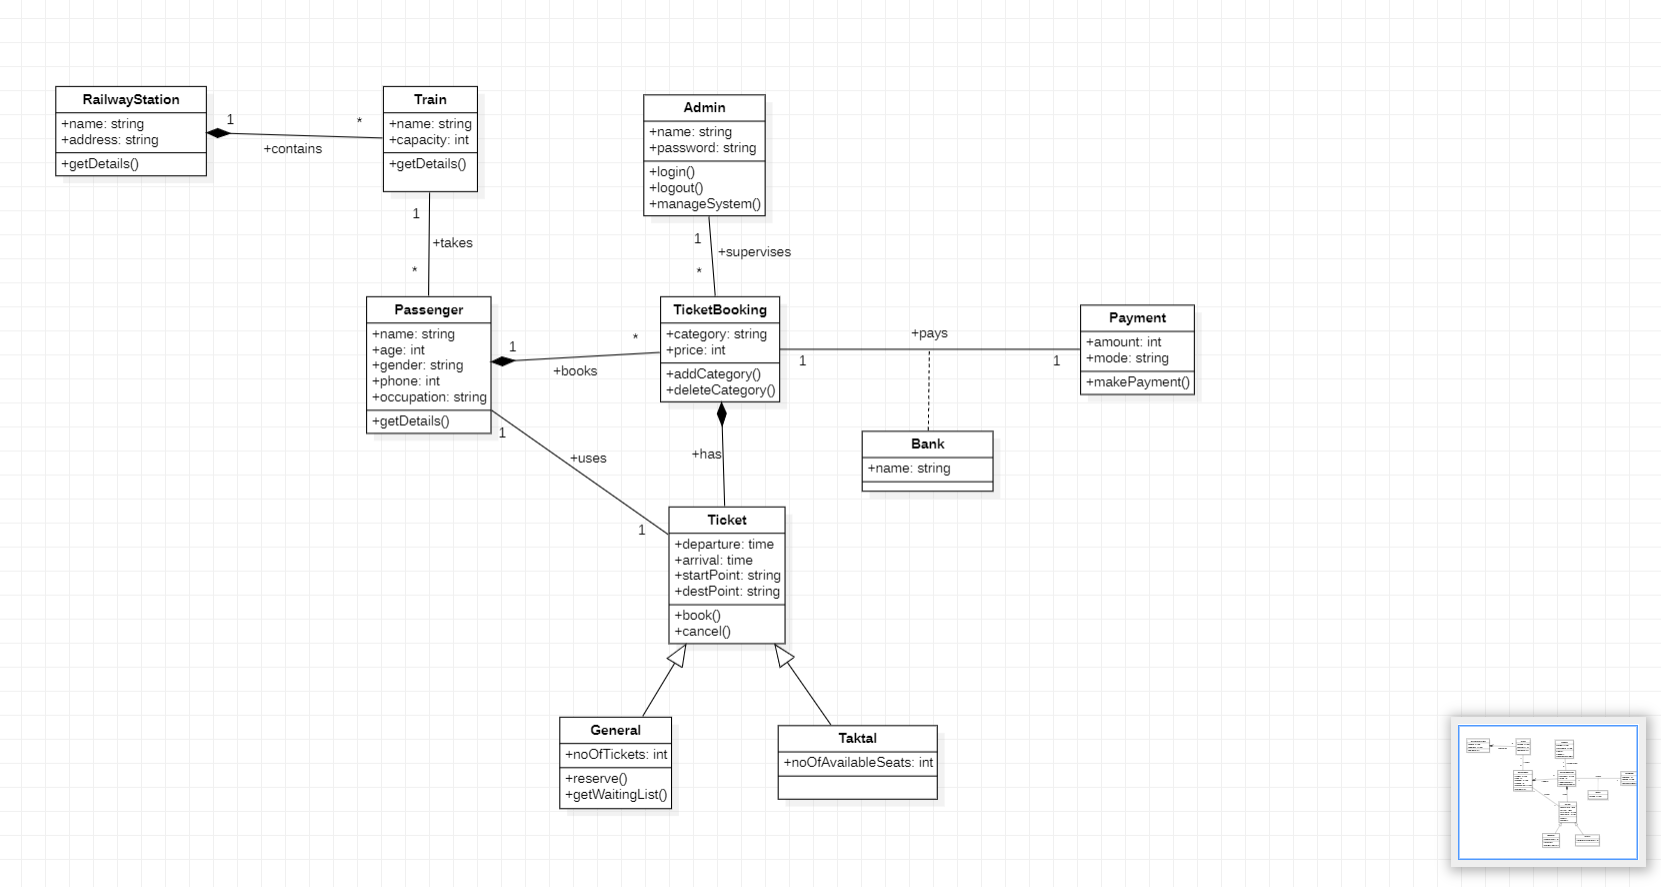 RailwayStation
+name: string
+address: string
+getDetails()
1
*
+contains
Train
+name: string
+capacity: int
+getDetails()
1
+takes
*
Admin
+name: string
+password: string
+login()
+logout()
+manageSystem()
1
+supervises
*
Passenger
+name: string
+age: int
+gender: string
+phone: int
+occupation: string
+getDetails()
1
*
+books
TicketBooking
+category: string
+price: int
+addCategory()
+deleteCategory()
+pays
1
1
Payment
+amount: int
+mode: string
+makePayment()
Bank
+name: string
1
+uses
1
+has
Ticket
+departure: time
+arrival: time
+startPoint: string
+destPoint: string
+book()
+cancel()
General
+noOfTickets: int
+reserve()
+getWaitingList()
Taktal
+noOfAvailableSeats: int